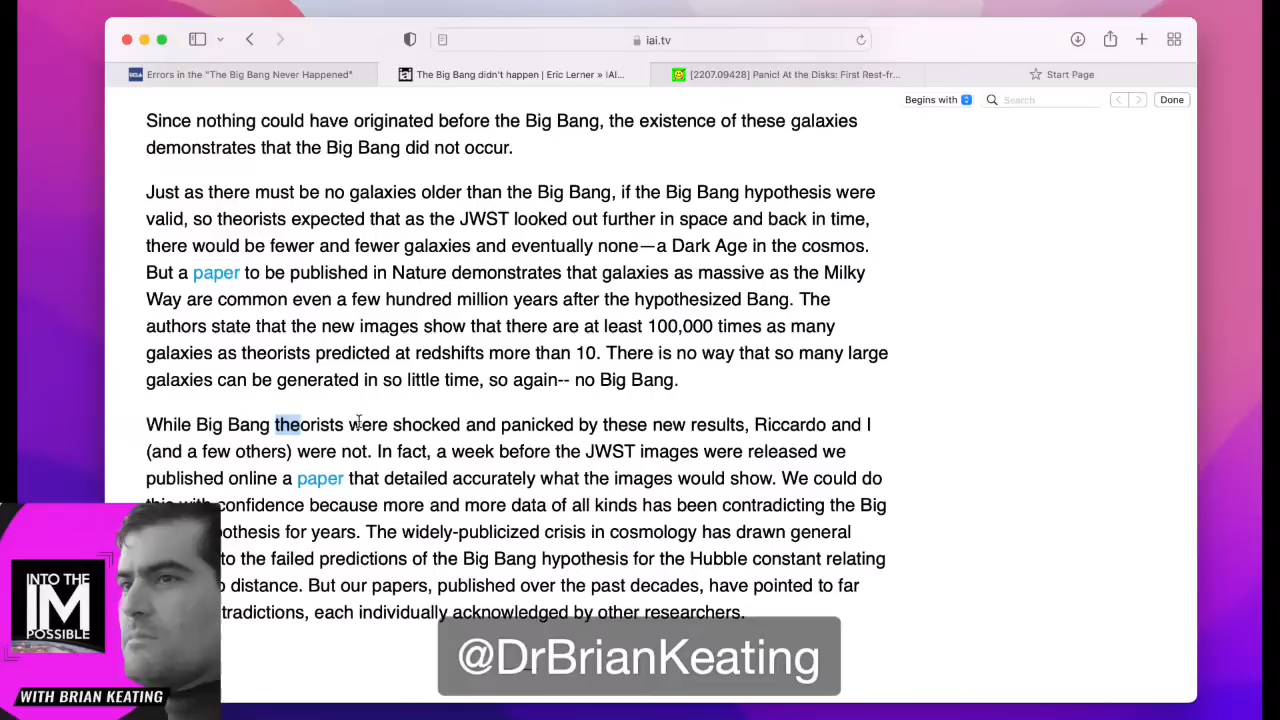 iai.tv
Errors in the "The Big Bang Never Happened"
The Big Bang didn't happen | Eric Lerner » IAI...
[2207.09428] Panic! At the Disks: First Rest-fr...
Start Page
Begins with
Search
Done
Since nothing could have originated before the Big Bang, the existence of these galaxies
demonstrates that the Big Bang did not occur.
Just as there must be no galaxies older than the Big Bang, if the Big Bang hypothesis were
valid, so theorists expected that as the JWST looked out further in space and back in time,
there would be fewer and fewer galaxies and eventually none—a Dark Age in the cosmos.
But a paper to be published in Nature demonstrates that galaxies as massive as the Milky
Way are common even a few hundred million years after the hypothesized Bang. The
authors state that the new images show that there are at least 100,000 times as many
galaxies as theorists predicted at redshifts more than 10. There is no way that so many large
galaxies can be generated in so little time, so again-- no Big Bang.
While Big Bang theorists were shocked and panicked by these new results, Riccardo and I
(and a few others) were not. In fact, a week before the JWST images were released we
published online a paper that detailed accurately what the images would show. We could do
confidence because more and more data of all kinds has been contradicting the Big
for years. The widely-publicized crisis in cosmology has drawn general
to the failed predictions of the Big Bang hypothesis for the Hubble constant relating
distance. But our papers, published over the past decades, have pointed to far
each individually acknowledged by other researchers.
INTO THE
IM
POSSIBLE
WITH BRIAN KEATING
@DrBrianKeating